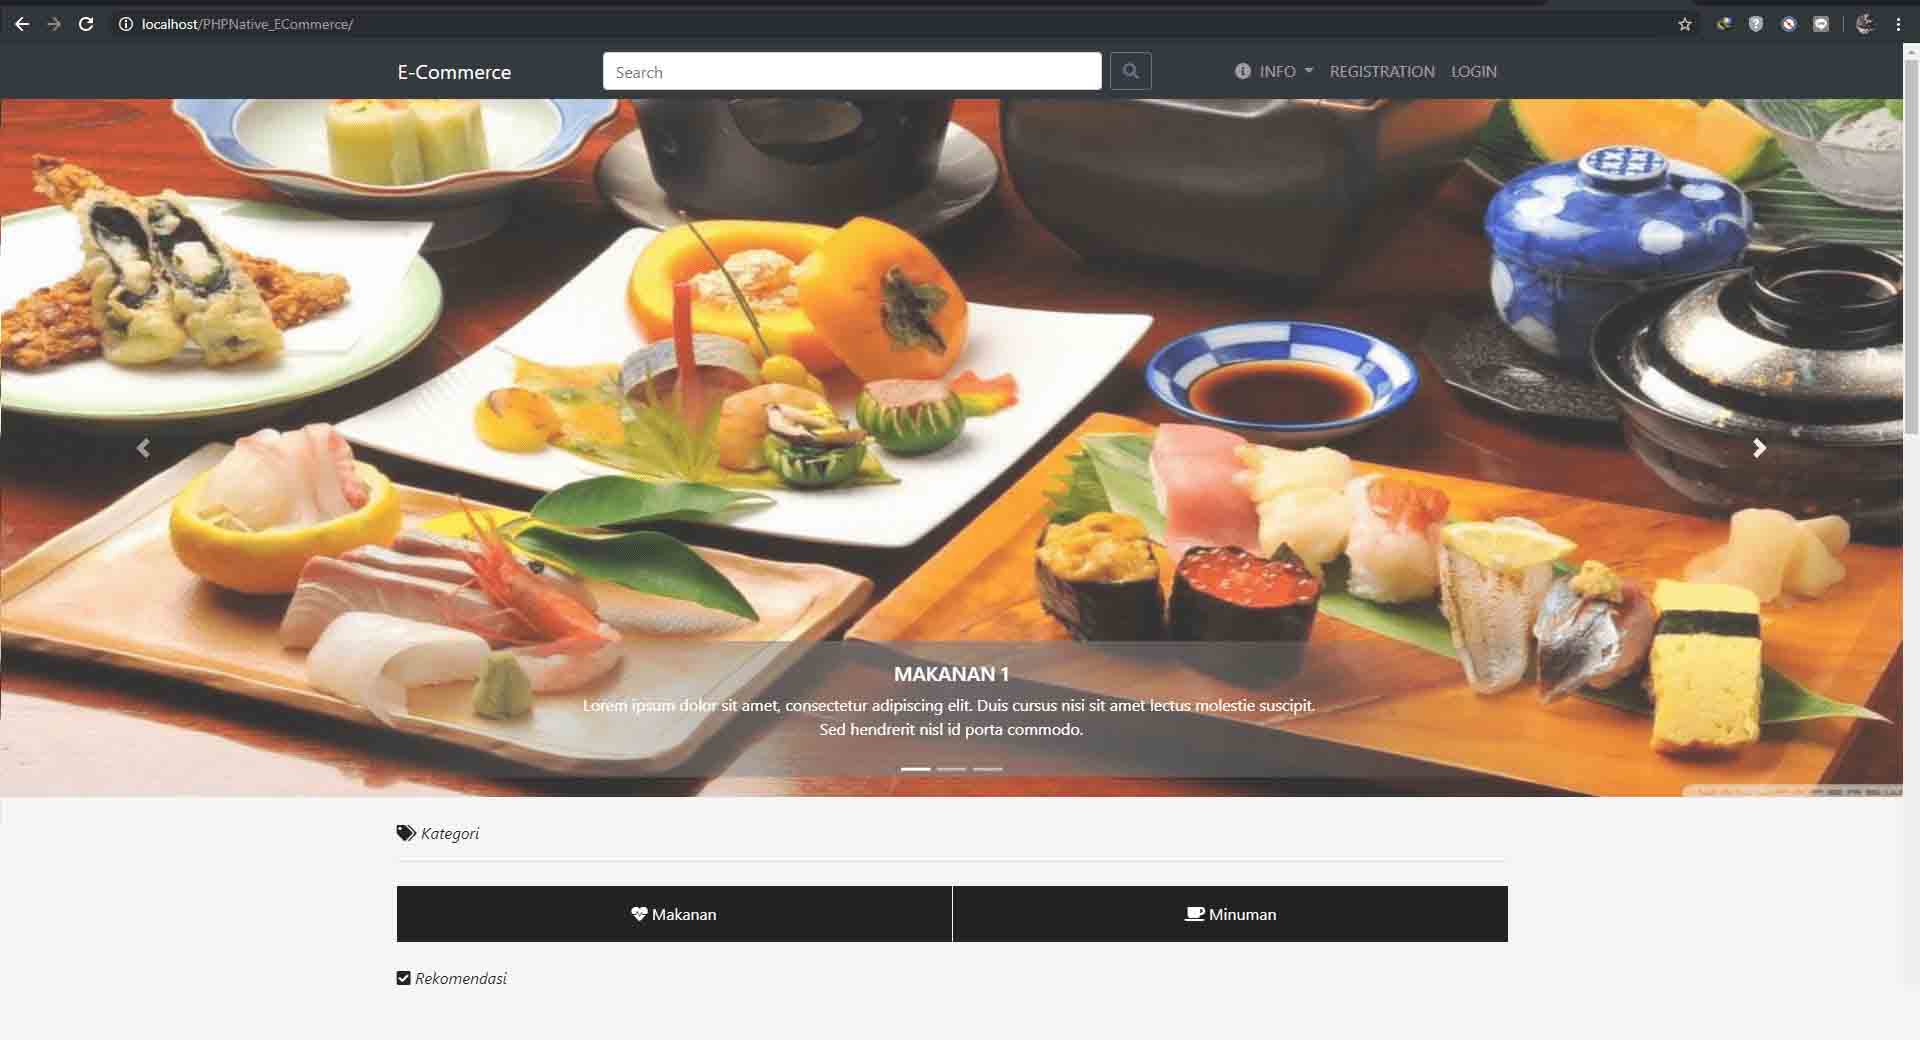 localhost/PHPNative_ECommerce/
E-Commerce
Search
INFO
REGISTRATION
LOGIN
MAKANAN 1
Lorem ipsum dolor sit amet, consectetur adipiscing elit. Duis cursus nisi sit amet lectus molestie suscipit.
Sed hendrerit nisl id porta commodo.
Kategori
Makanan
Minuman
Rekomendasi